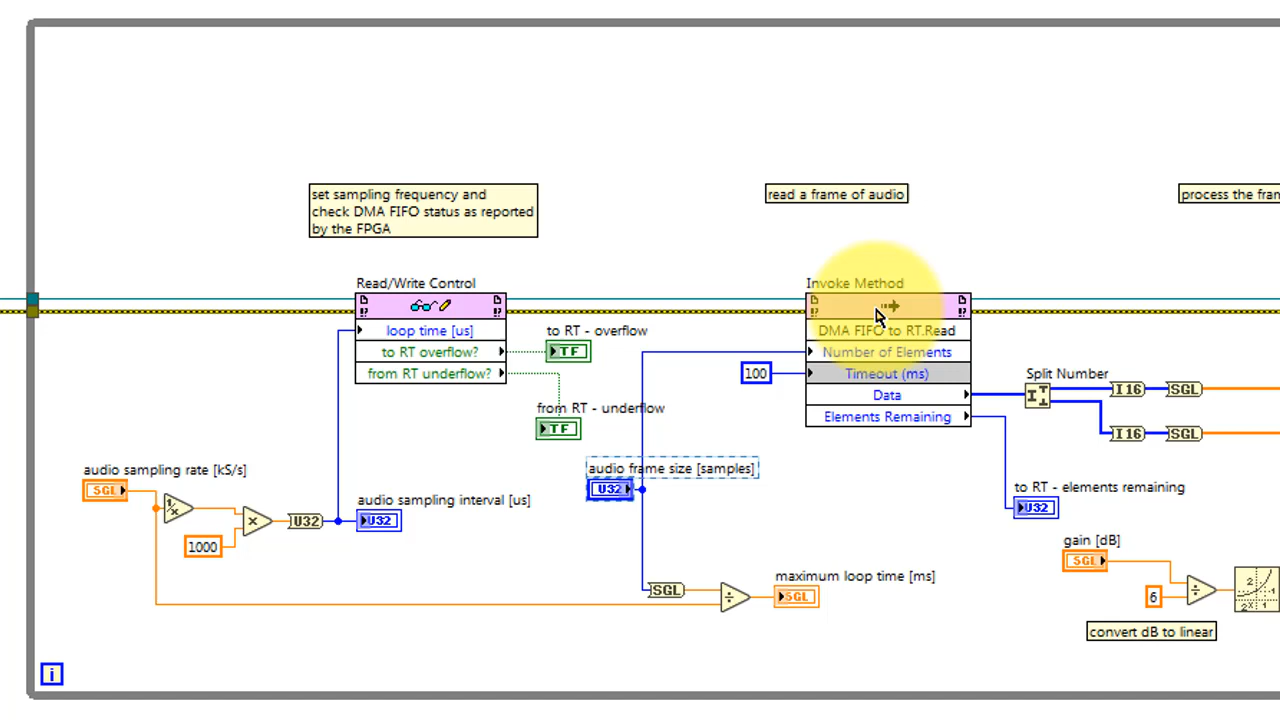 set sampling frequency and
check DMA FIFO status as reported
by the FPGA
read a frame of audio
process the fran
Read/Write Control
loop time [us]
to RT overflow?
from RT underflow?
to RT - overflow
TF
from RT - underflow
TF
Invoke Method
DMA FIFO to RT.Read
Number of Elements
100
Timeout (ms)
Data
Elements Remaining
Split Number
I16
SGL
I16
SGL
audio sampling rate [kS/s]
SGL
1/x
x
1000
U32
audio sampling interval [us]
U32
audio frame size [samples]
U32
SGL
÷
maximum loop time [ms]
SGL
to RT - elements remaining
U32
gain [dB]
SGL
6
÷
convert dB to linear
i